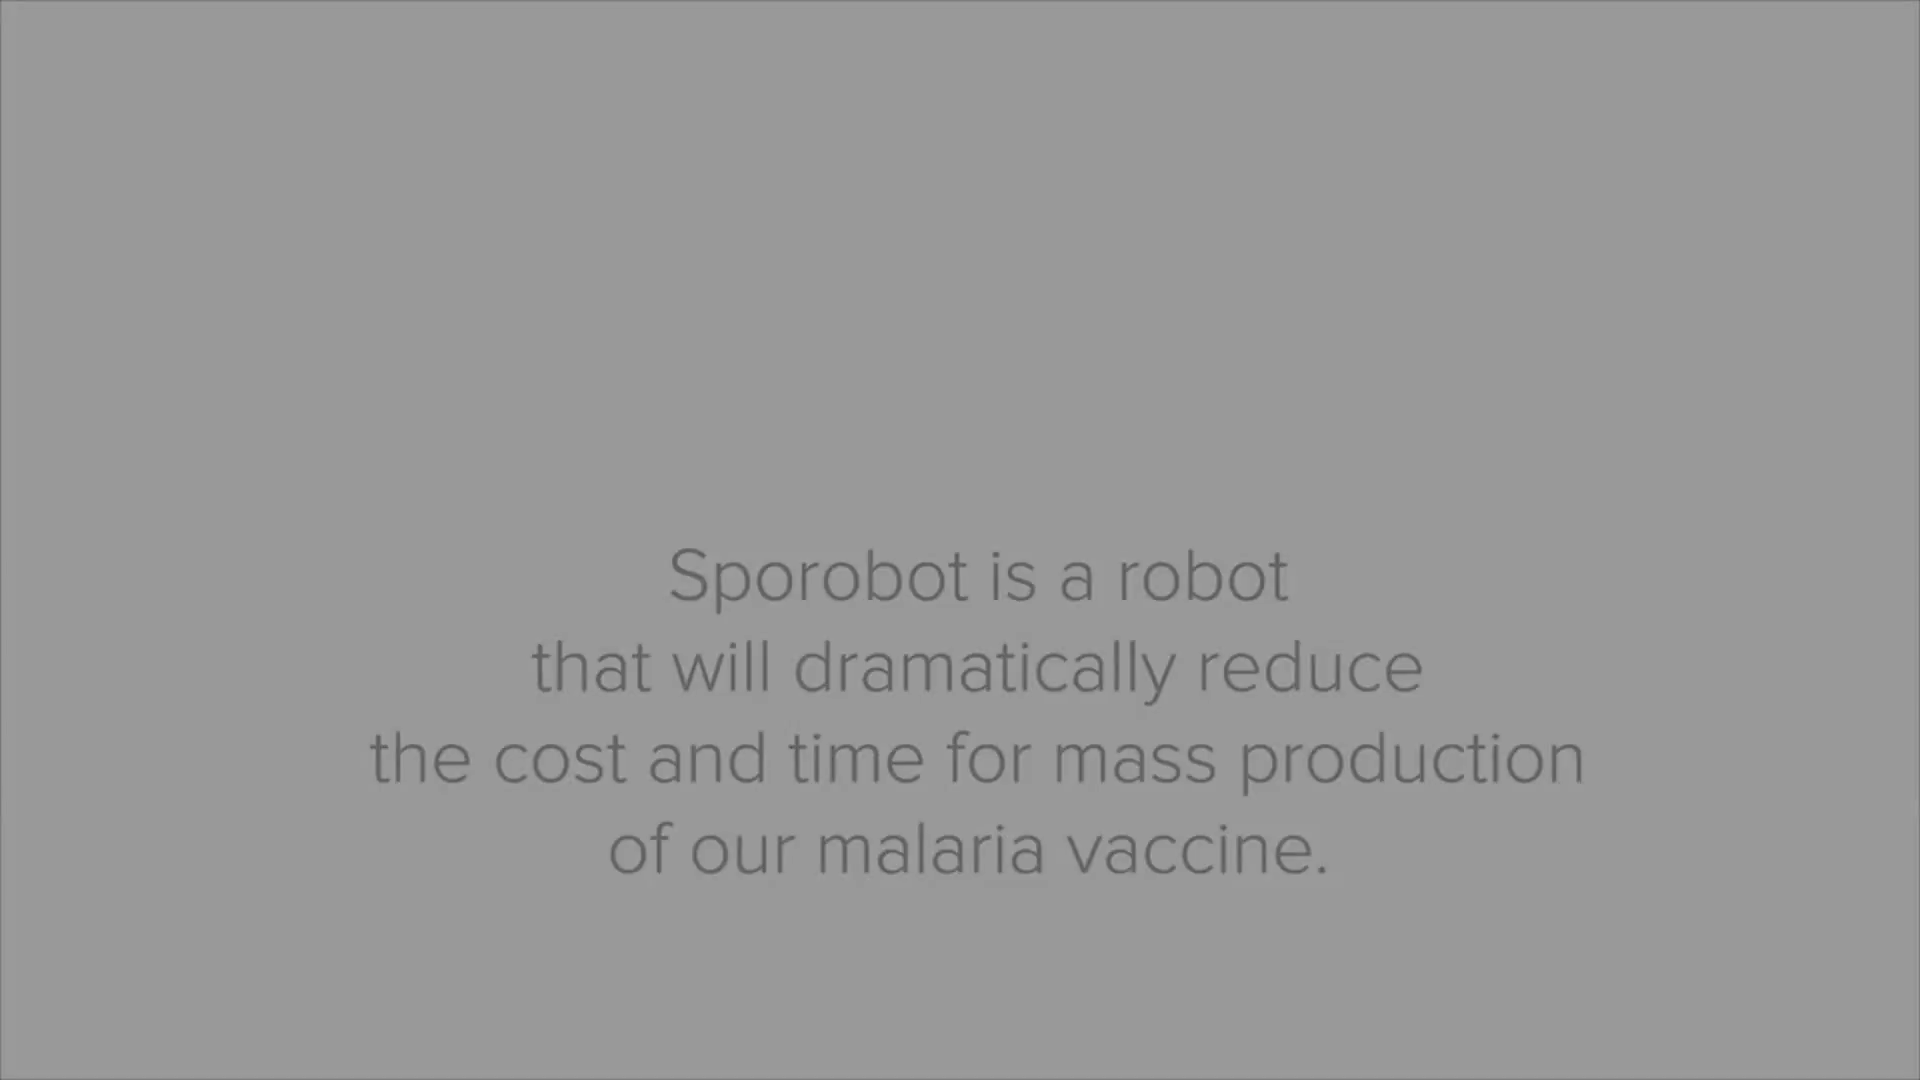 Sporobot is a robot
that will dramatically reduce
the cost and time for mass production
of our malaria vaccine.